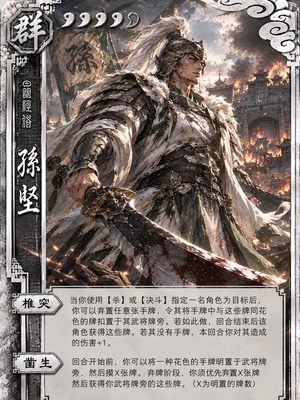 群
孫
孫堅
椎突
当你使用【杀】或【决斗】指定一名角色为目标后，
你可以弃置任意张手牌，令其将手中与这些牌同花
色的牌扣置于其武将牌旁。若如此做，回合结束后该
角色获得这些牌。若其没有手牌，本回合你对其造成
的伤害+1。
凿生
回合开始前，你可以将一种花色的手牌明置于武将牌
旁，然后摸X张牌。弃牌阶段，你须优先弃置X张牌
然后获得你武将牌旁的这些牌。（X为明置的牌数）